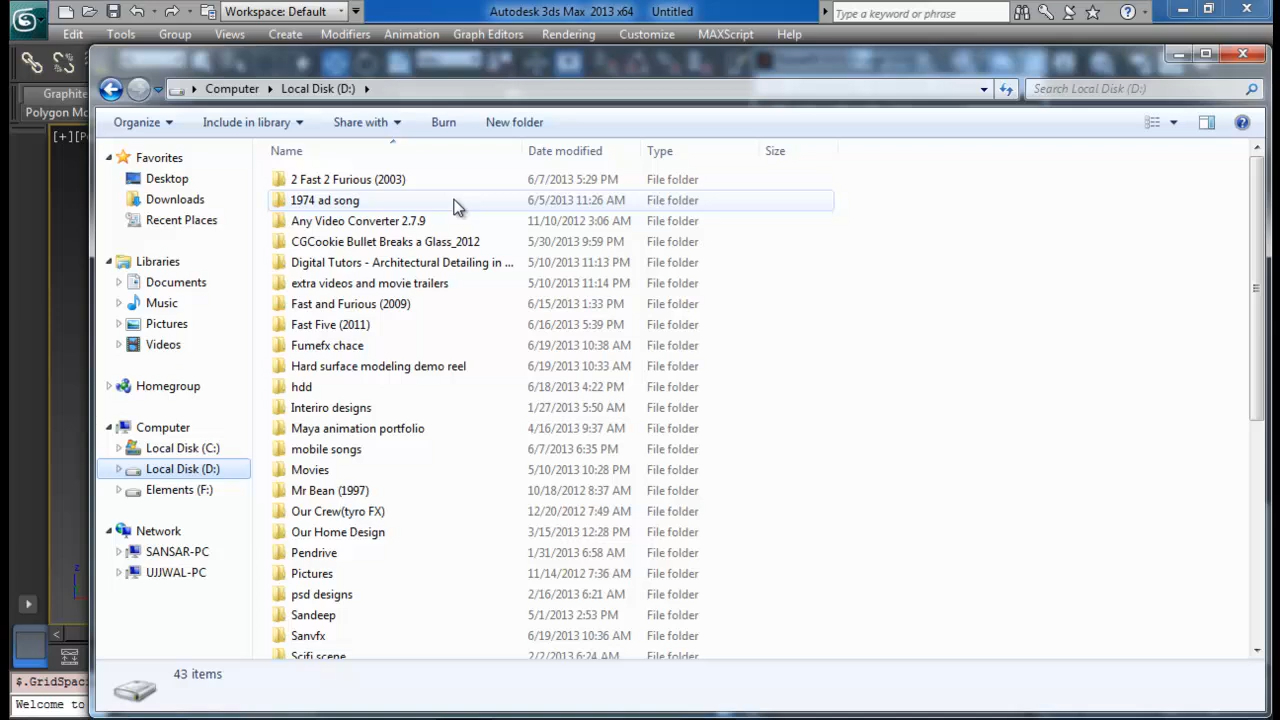 Workspace: Default
Autodesk 3ds Max 2013 x64 Untitled
Type a keyword or phrase
Edit Tools Group Views Create Modifiers Animation Graph Editors Rendering Customize MAXScript Help
Graphite
Polygon Mo
[+][P
Computer Local Disk (D:)
Search Local Disk (D:)
Organize Include in library Share with Burn New folder
Name Date modified Type Size
Favorites
Desktop
Downloads
Recent Places
Libraries
Documents
Music
Pictures
Videos
Homegroup
Computer
Local Disk (C:)
Local Disk (D:)
Elements (F:)
Network
SANSAR-PC
UJJWAL-PC
2 Fast 2 Furious (2003) 6/7/2013 5:29 PM File folder
1974 ad song 6/5/2013 11:26 AM File folder
Any Video Converter 2.7.9 11/10/2012 3:06 AM File folder
CGCookie Bullet Breaks a Glass_2012 5/30/2013 9:59 PM File folder
Digital Tutors - Architectural Detailing in ... 5/10/2013 11:13 PM File folder
extra videos and movie trailers 5/10/2013 11:14 PM File folder
Fast and Furious (2009) 6/15/2013 1:33 PM File folder
Fast Five (2011) 6/16/2013 5:39 PM File folder
Fumefx chace 6/19/2013 10:38 AM File folder
Hard surface modeling demo reel 6/19/2013 10:33 AM File folder
hdd 6/18/2013 4:22 PM File folder
Interiro designs 1/27/2013 5:50 AM File folder
Maya animation portfolio 4/16/2013 9:37 AM File folder
mobile songs 6/7/2013 6:35 PM File folder
Movies 5/10/2013 10:28 PM File folder
Mr Bean (1997) 10/18/2012 8:37 AM File folder
Our Crew(tyro FX) 12/20/2012 7:49 AM File folder
Our Home Design 3/15/2013 12:28 PM File folder
Pendrive 1/31/2013 6:58 AM File folder
Pictures 11/14/2012 7:36 AM File folder
psd designs 2/16/2013 6:21 AM File folder
Sandeep 5/1/2013 2:53 PM File folder
Sanvfx 6/19/2013 10:36 AM File folder
Scifi scene 2/2/2013 6:24 AM File folder
43 items
$.GridSpac
Welcome to